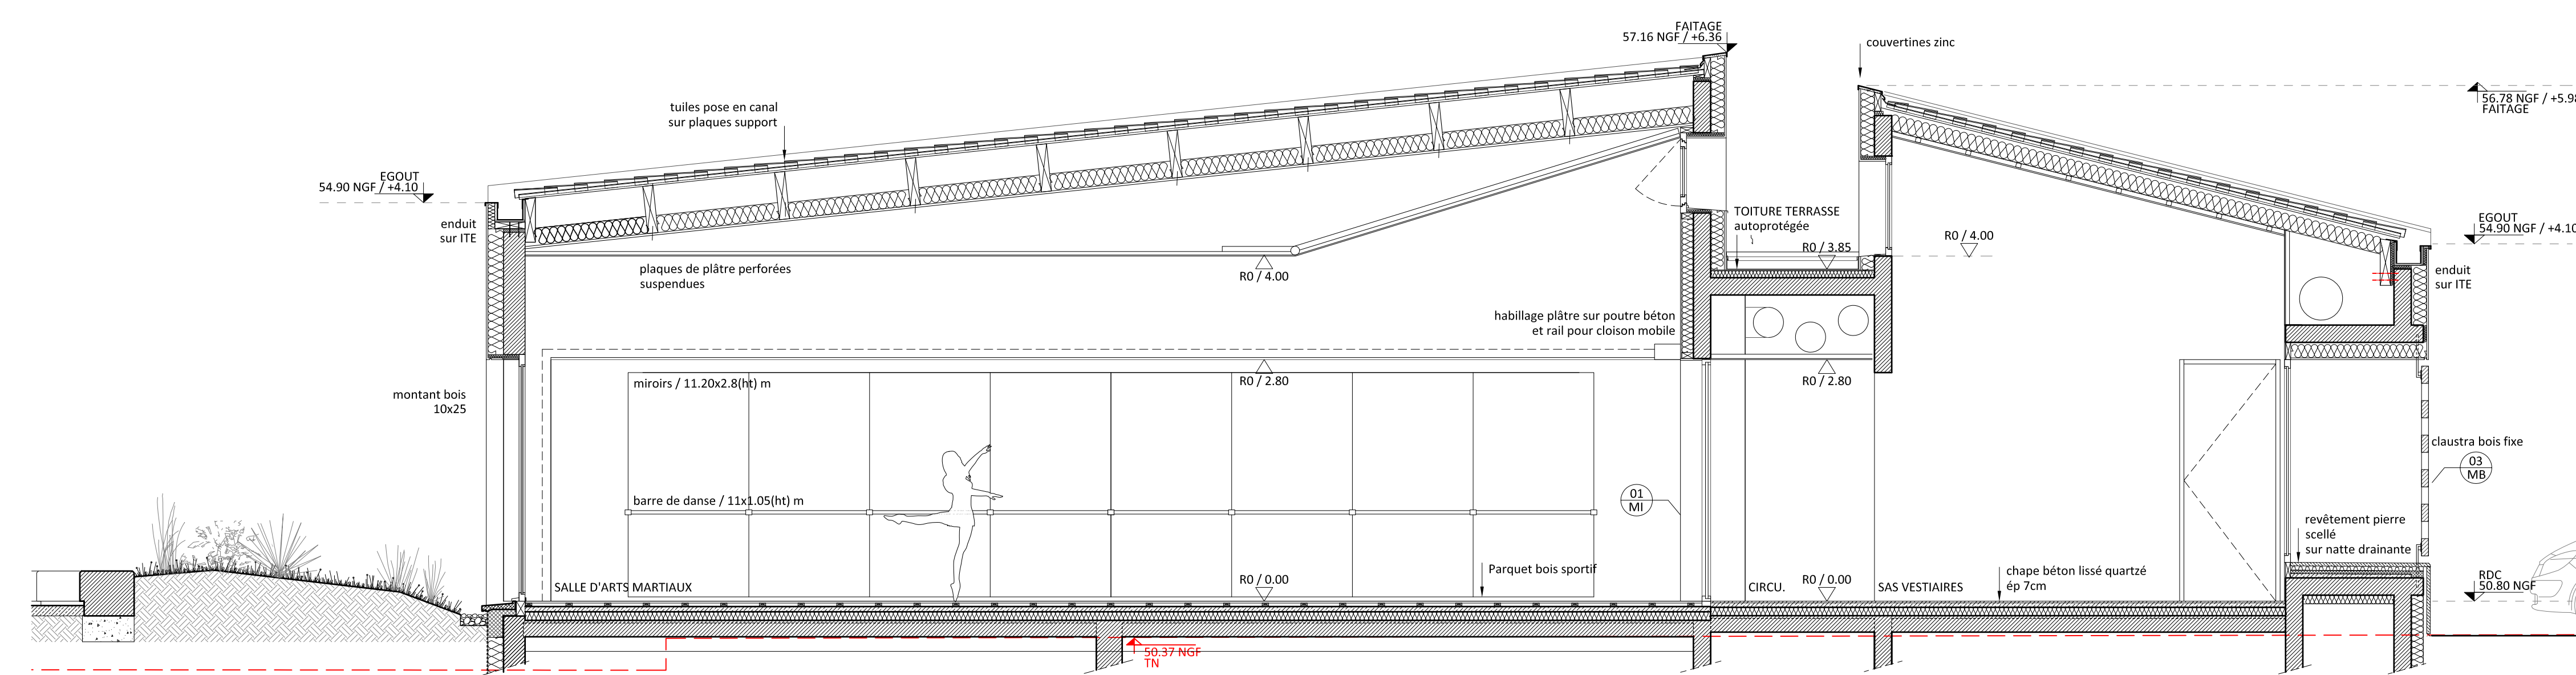 FAITAGE
57.16 NGF / +6.36
couvertines zinc
56.78 NGF / +5.98
FAITAGE
tuiles pose en canal
sur plaques support
EGOUT
54.90 NGF / +4.10
enduit
sur ITE
TOITURE TERRASSE
autoprotégée
R0 / 3.85
R0 / 4.00
EGOUT
54.90 NGF / +4.10
enduit
sur ITE
plaques de plâtre perforées
suspendues
R0 / 4.00
habillage plâtre sur poutre béton
et rail pour cloison mobile
miroirs / 11.20x2.8(ht) m
R0 / 2.80
R0 / 2.80
montant bois
10x25
claustra bois fixe
03
MB
barre de danse / 11x1.05(ht) m
01
MI
revêtement pierre
scellé
sur natte drainante
Parquet bois sportif
chape béton lissé quartzé
ép 7cm
SALLE D'ARTS MARTIAUX
R0 / 0.00
CIRCU.
R0 / 0.00
SAS VESTIAIRES
RDC
50.80 NGF
50.37 NGF
TN